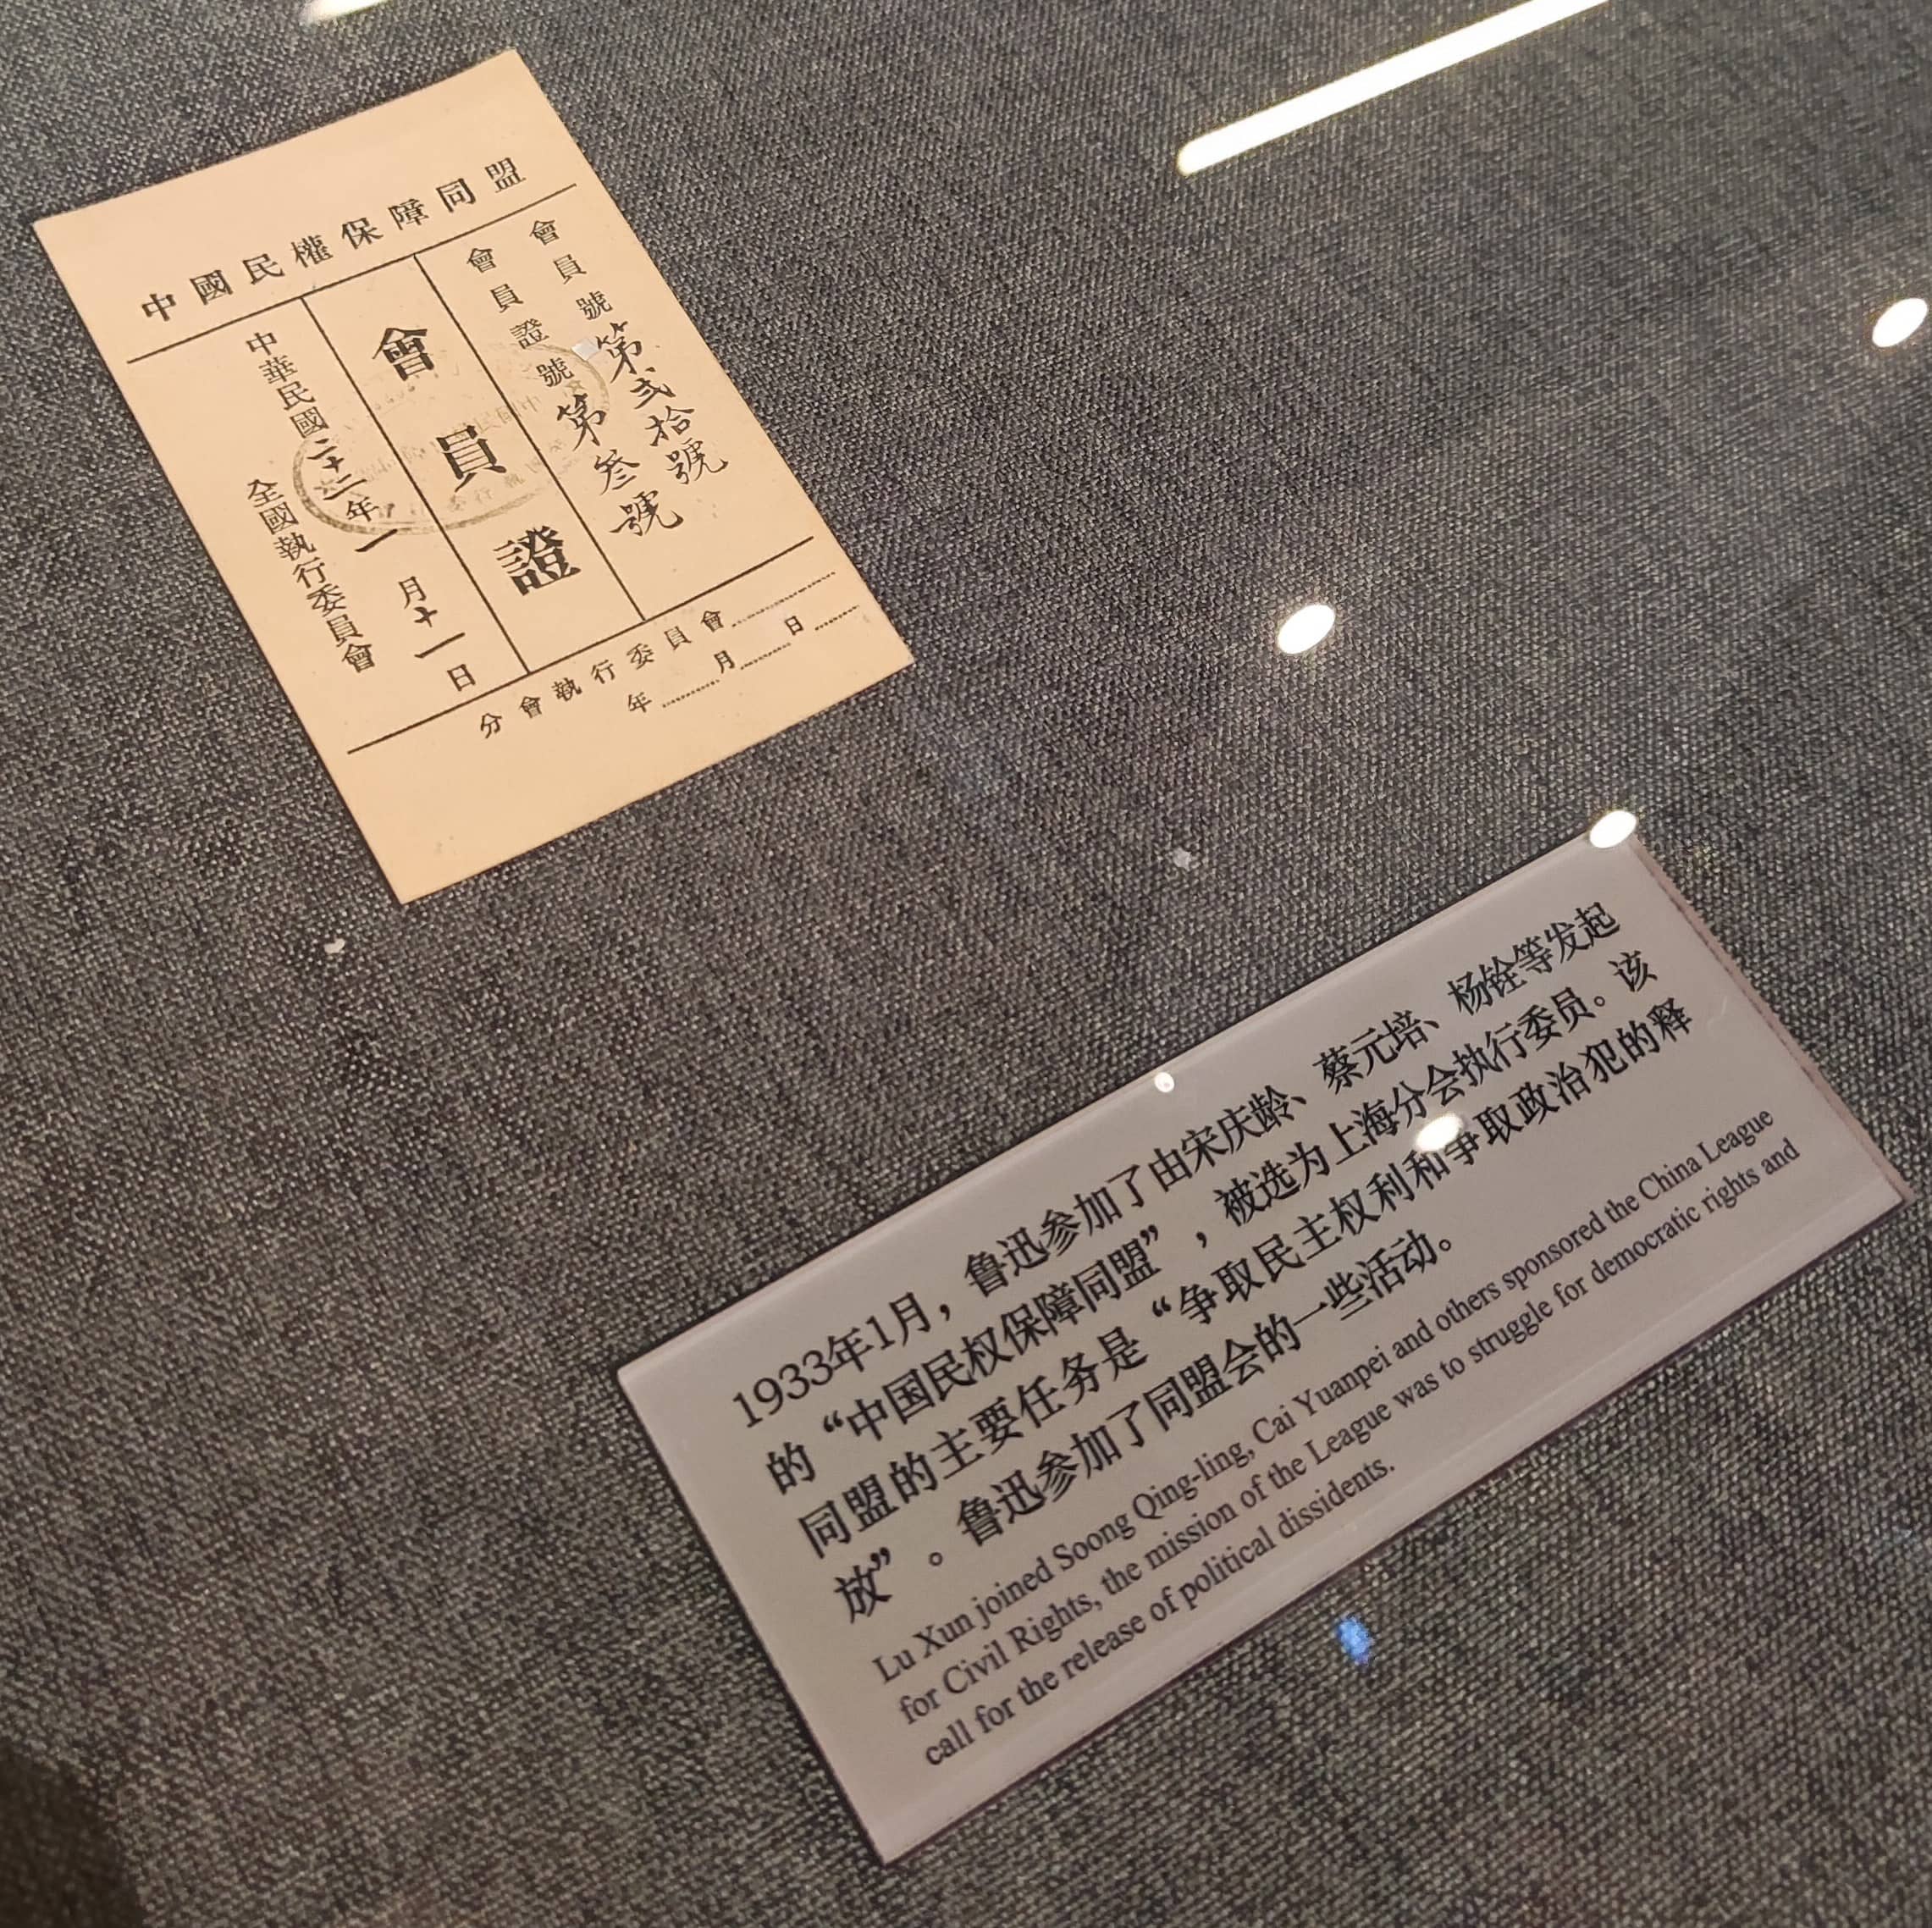 中國民權保障同盟
會員號第弍拾號
會員證號第叁號
會員證
中華民國二十二年一月十一日
全國執行委員會
分會執行委員會
年 月 日
1933年1月，鲁迅参加了由宋庆龄、蔡元培、杨铨等发起
的“中国民权保障同盟”，被选为上海分会执行委员。该
同盟的主要任务是“争取民主权利和争取政治犯的释
放”。鲁迅参加了同盟会的一些活动。
Lu Xun joined Soong Qing-ling, Cai Yuanpei and others sponsored the China League
for Civil Rights, the mission of the League was to struggle for democratic rights and
call for the release of political dissidents.